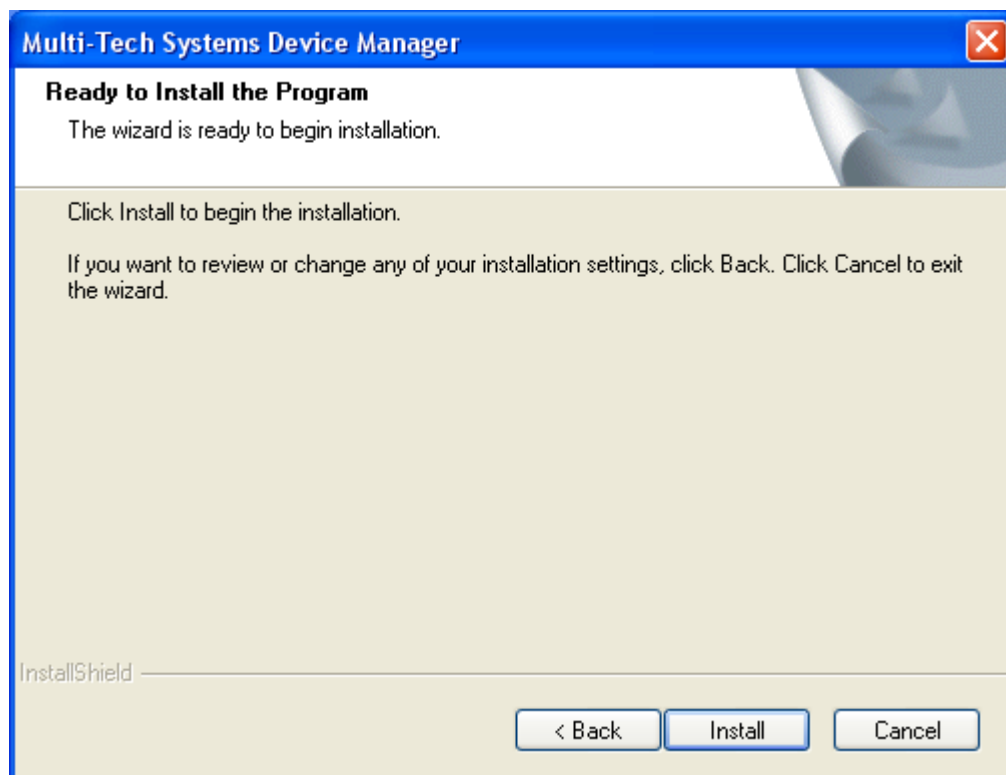 Multi-Tech Systems Device Manager
Ready to Install the Program
The wizard is ready to begin installation.
Click Install to begin the installation.
If you want to review or change any of your installation settings, click Back. Click Cancel to exit
the wizard.
InstallShield
< Back Install Cancel